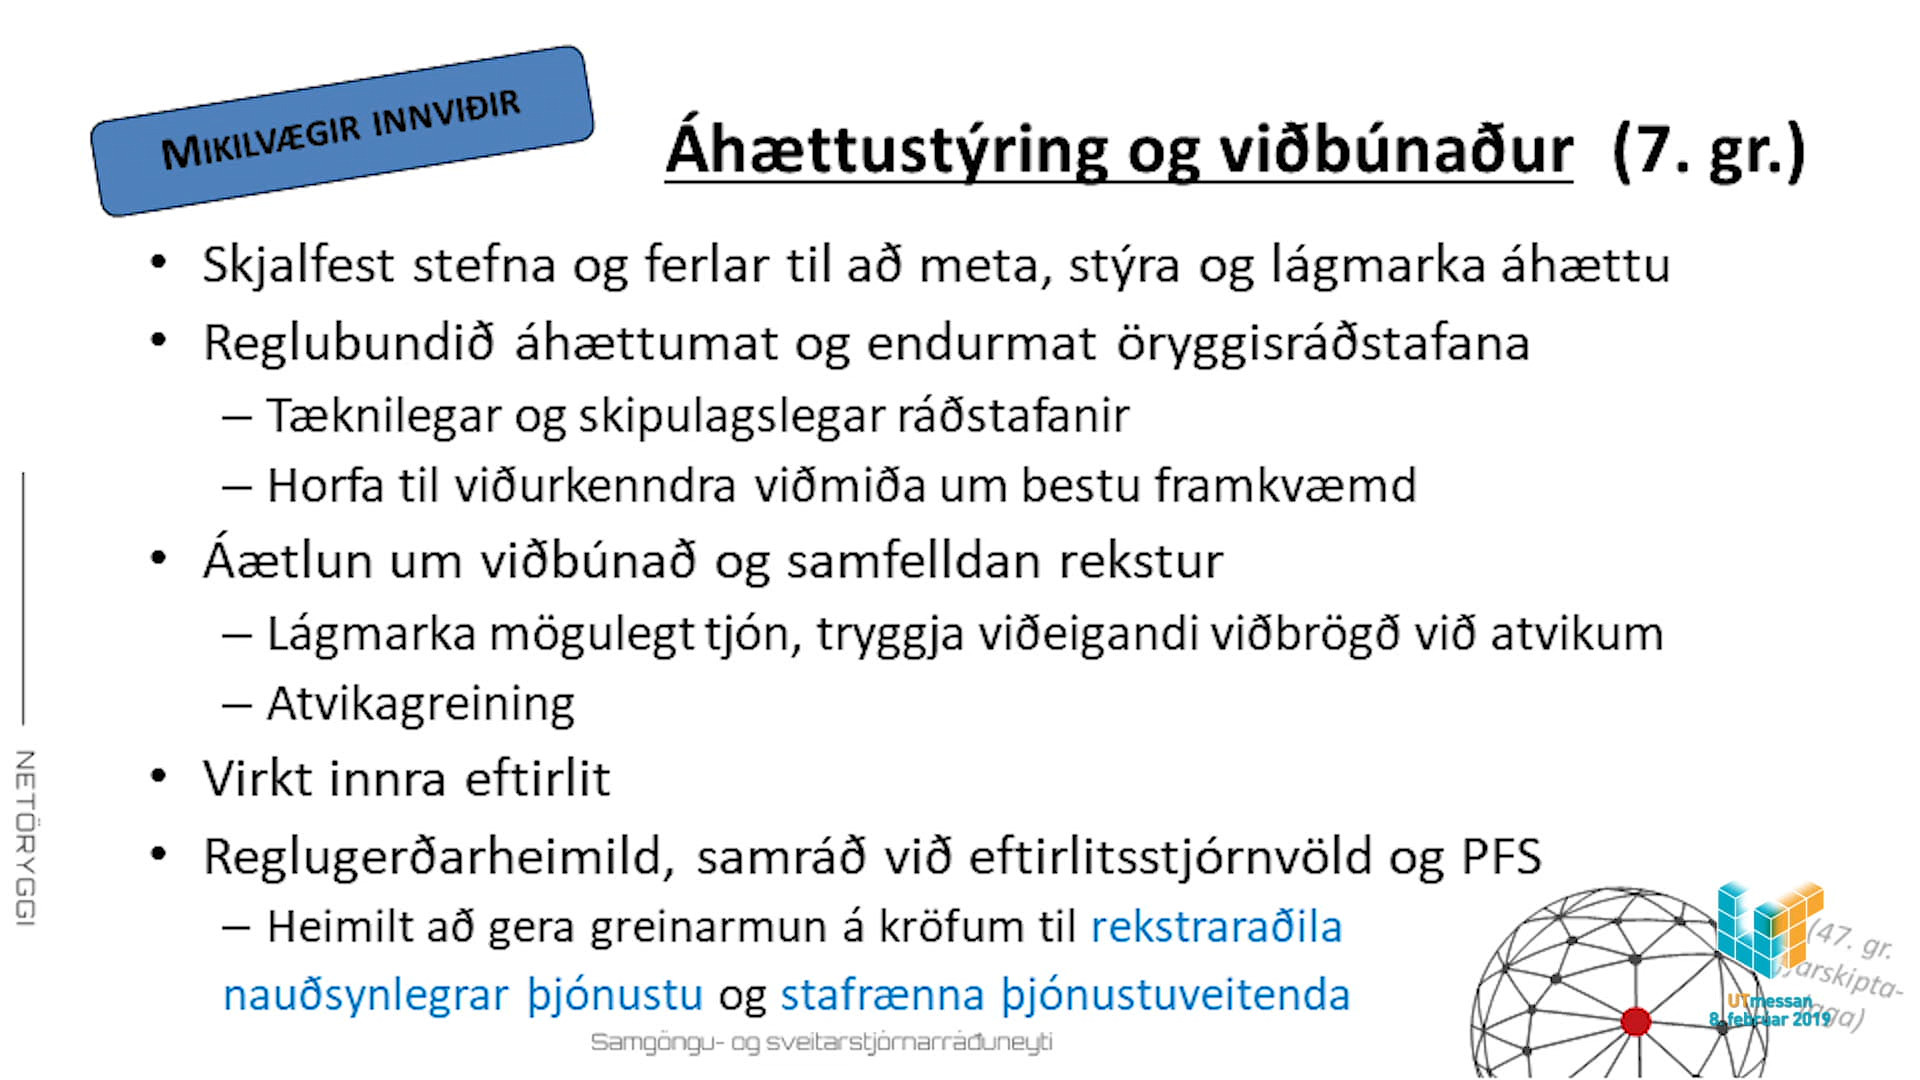 MIKILVÆGIR INNVIÐIR
Áhættustýring og viðbúnaður (7. gr.)
• Skjalfest stefna og ferlar til að meta, stýra og lágmarka áhættu
• Reglubundið áhættumat og endurmat öryggisráðstafana
– Tæknilegar og skipulagslegar ráðstafanir
– Horfa til viðurkenndra viðmiða um bestu framkvæmd
• Áætlun um viðbúnað og samfelldan rekstur
– Lágmarka mögulegt tjón, tryggja viðeigandi viðbrögð við atvikum
– Atvikagreining
• Virkt innra eftirlit
• Reglugerðarheimild, samráð við eftirlitsstjórnvöld og PFS
– Heimilt að gera greinarmun á kröfum til rekstraraðila
nauðsynlegrar þjónustu og stafrænna þjónustuveitenda
NETÖRYGGI
Samgöngu- og sveitarstjórnarráðuneyti
(47. gr.
UTmessan
8. febrúar 2019